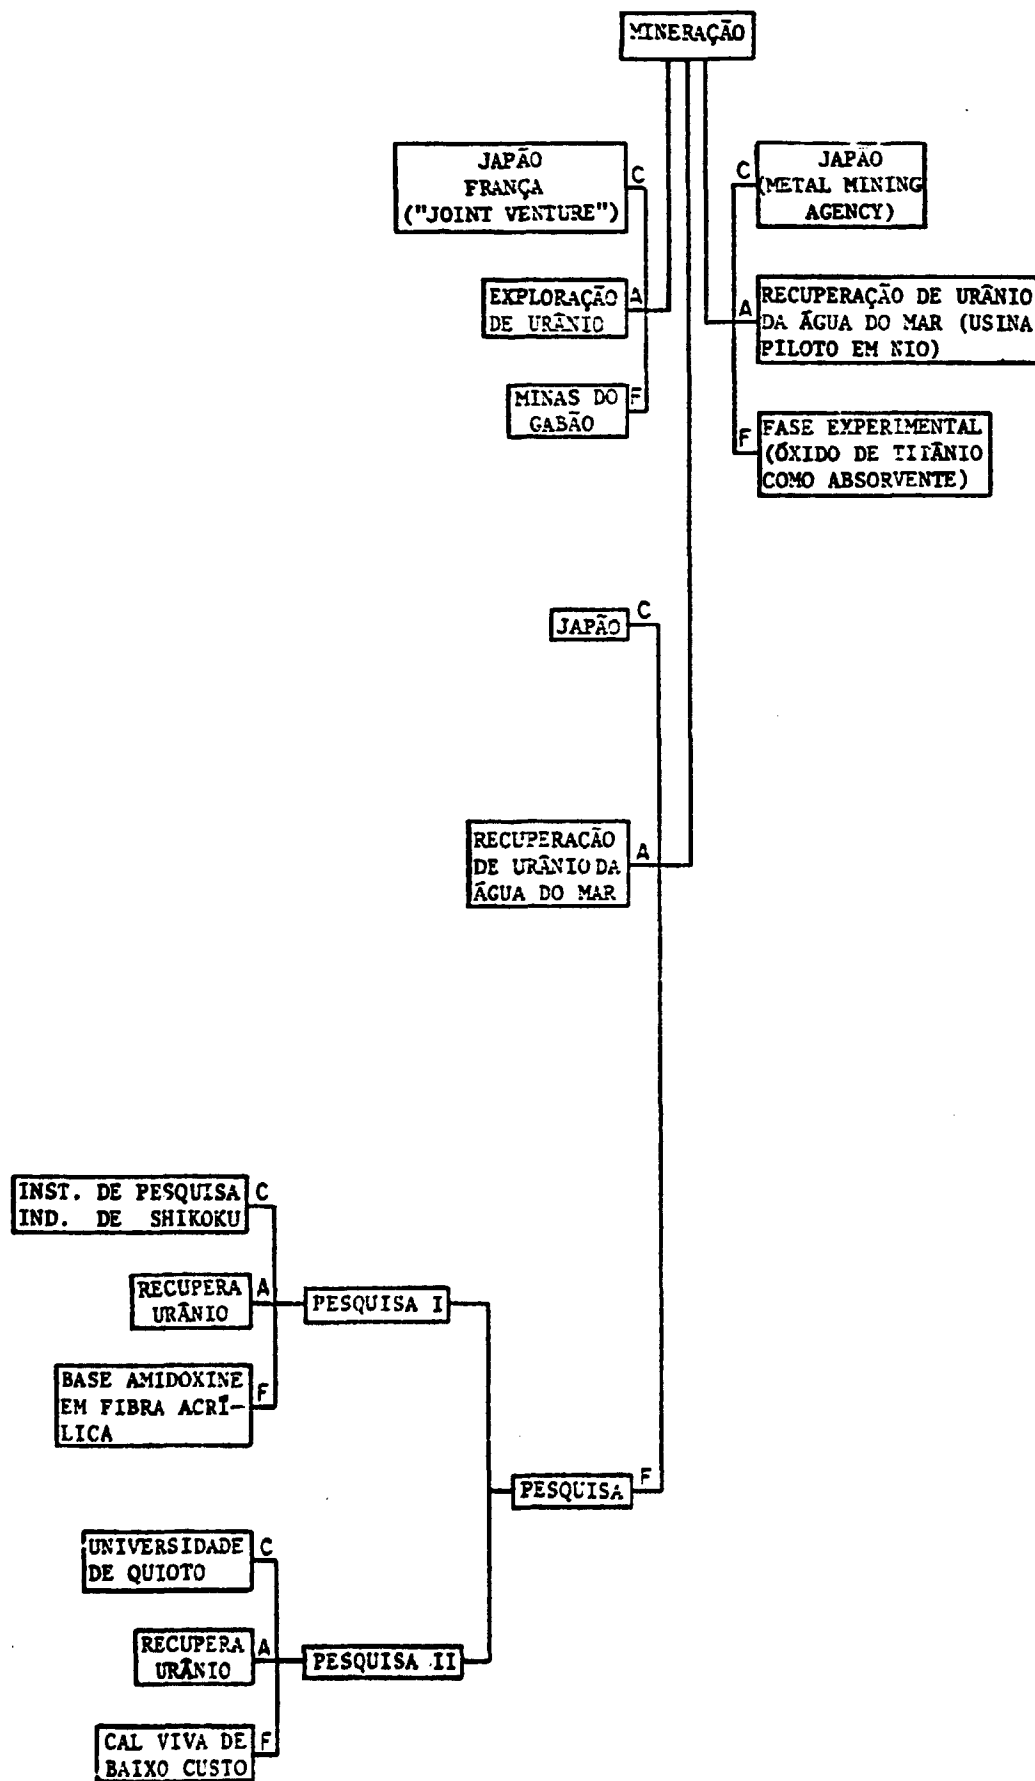 MINERAÇÃO
JAPÃO
FRANÇA
("JOINT VENTURE")
C
EXPLORAÇÃO
DE URÂNIO
A
MINAS DO
GABÃO
F
C
JAPÃO
(METAL MINING
AGENCY)
A
RECUPERAÇÃO DE URÂNIO
DA ÁGUA DO MAR (USINA
PILOTO EM NIO)
F
FASE EXPERIMENTAL
(ÓXIDO DE TITÂNIO
COMO ABSORVENTE)
JAPÃO
C
RECUPERAÇÃO
DE URÂNIO DA
ÁGUA DO MAR
A
INST. DE PESQUISA
IND. DE SHIKOKU
C
RECUPERA
URÂNIO
A
PESQUISA I
BASE AMIDOXINE
EM FIBRA ACRÍ-
LICA
F
PESQUISA
F
UNIVERSIDADE
DE QUIOTO
C
RECUPERA
URÂNIO
A
PESQUISA II
CAL VIVA DE
BAIXO CUSTO
F